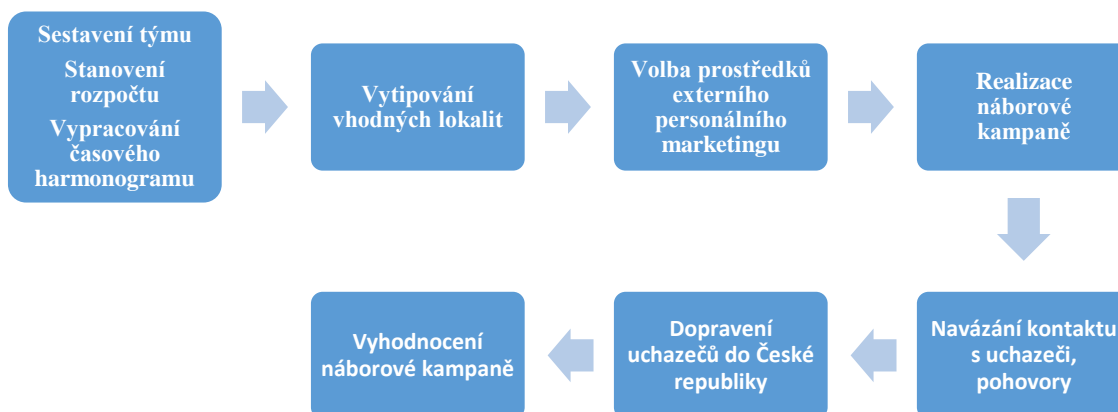 Sestavení týmu
Stanovení
rozpočtu
Vypracování
časového
harmonogramu
Vytipování
vhodných lokalit
Volba prostředků
externího
personálního
marketingu
Realizace
náborové
kampaně
Navázání kontaktu
s uchazeči,
pohovory
Dopravení
uchazečů do České
republiky
Vyhodnocení
náborové kampaně